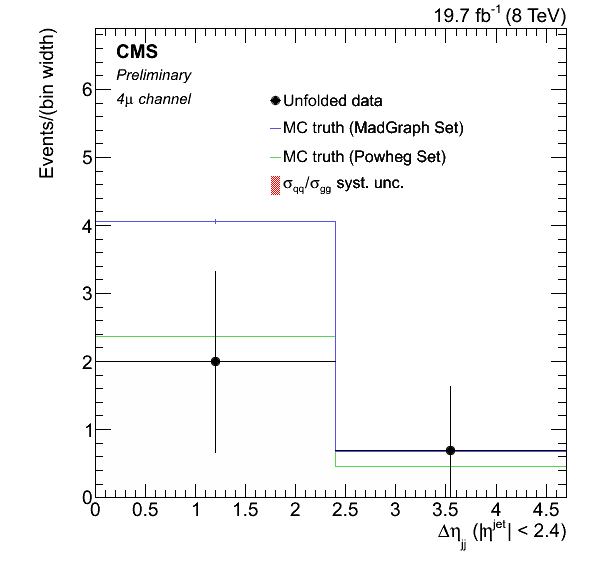 19.7 fb⁻¹ (8 TeV)
CMS
Preliminary
4μ channel
Unfolded data
MC truth (MadGraph Set)
MC truth (Powheg Set)
σqq/σgg syst. unc.
Events/(bin width)
6
5
4
3
2
1
0
0 0.5 1 1.5 2 2.5 3 3.5 4 4.5
Δηjj (|ηjet| < 2.4)